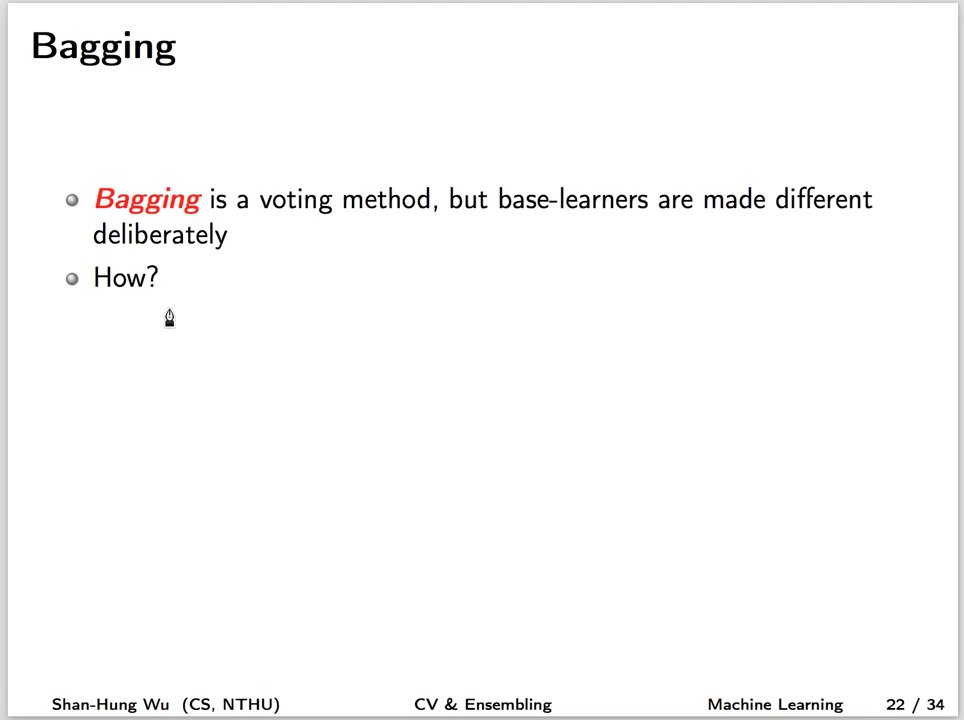 Bagging
Bagging is a voting method, but base-learners are made different
deliberately
How?
Shan-Hung Wu (CS, NTHU) CV & Ensembling Machine Learning 22 / 34